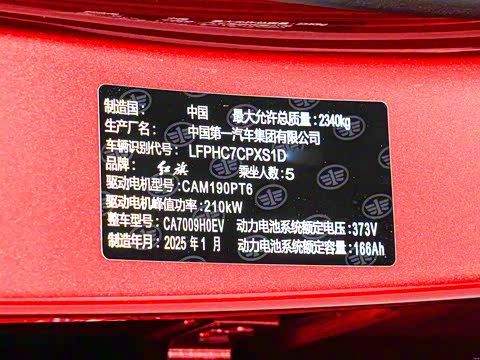 制造国： 中国 最大允许总质量：2340kg
生产厂名： 中国第一汽车集团有限公司
车辆识别代号： LFPHC7CPXS1D
品牌： 红旗 乘坐人数：5
驱动电机型号：CAM190PT6
驱动电机峰值功率：210kW
整车型号：CA7009H0EV 动力电池系统额定电压：373V
制造年月：2025年1月 动力电池系统额定容量：166Ah